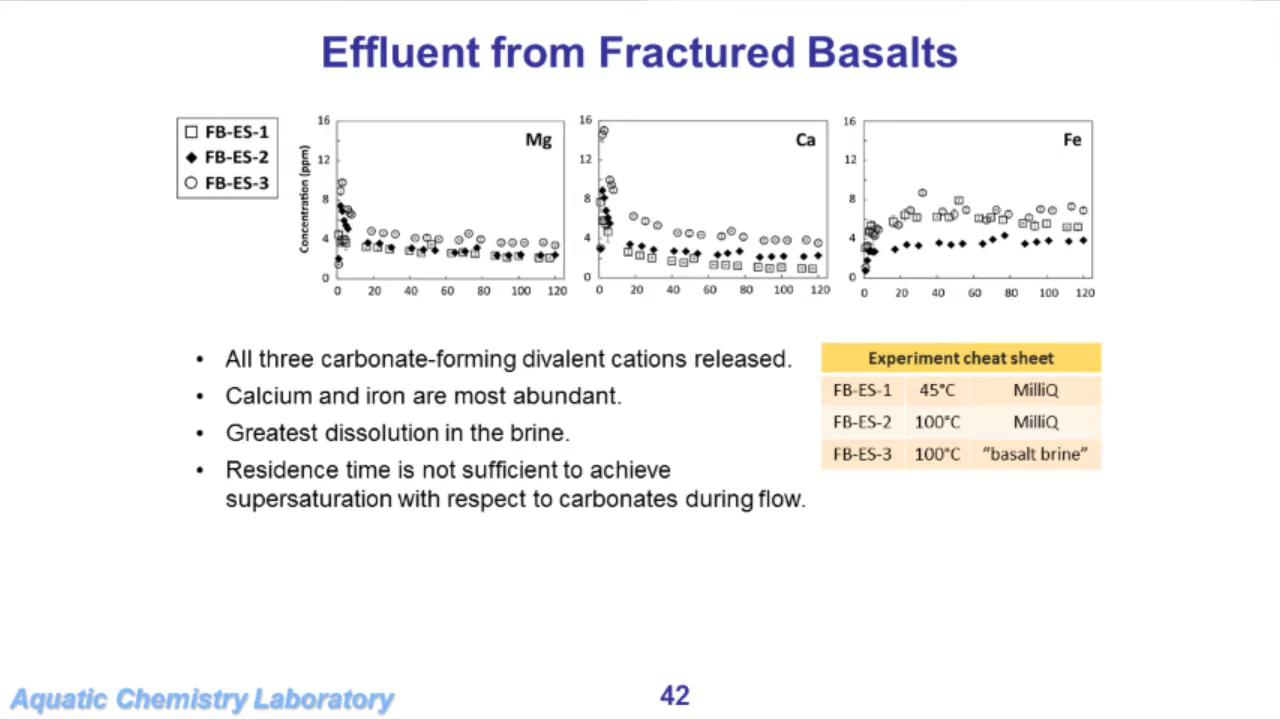 Effluent from Fractured Basalts
□ FB-ES-1
◆ FB-ES-2
○ FB-ES-3
Concentration (ppm)
Mg
16
12
8
4
0
0 20 40 60 80 100 120
Ca
16
12
8
4
0
0 20 40 60 80 100 120
Fe
16
12
8
4
0
0 20 40 60 80 100 120
• All three carbonate-forming divalent cations released.
• Calcium and iron are most abundant.
• Greatest dissolution in the brine.
• Residence time is not sufficient to achieve
supersaturation with respect to carbonates during flow.
Experiment cheat sheet
FB-ES-1 45°C MilliQ
FB-ES-2 100°C MilliQ
FB-ES-3 100°C “basalt brine”
Aquatic Chemistry Laboratory
42